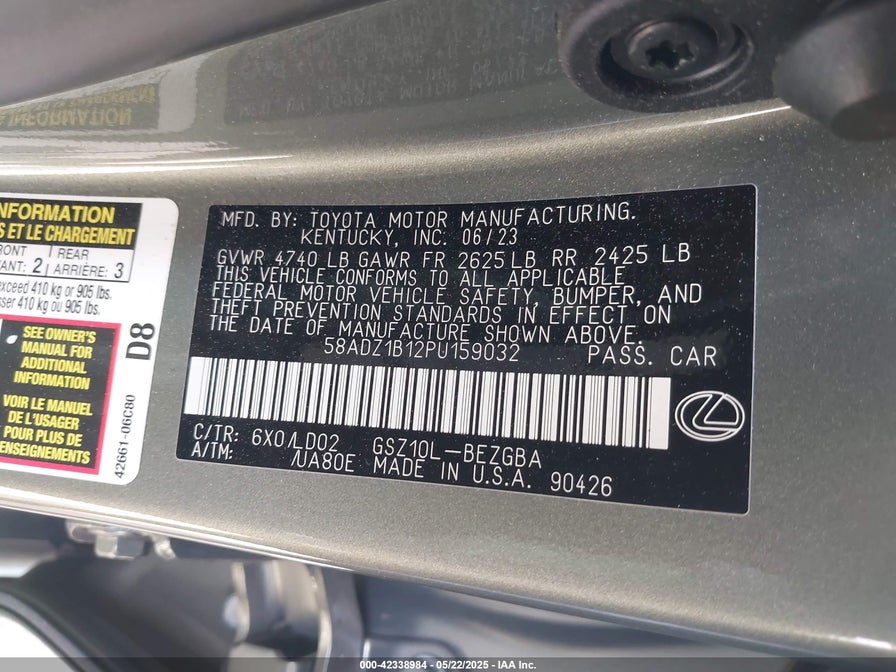 INFORMATION
S ET LE CHARGEMENT
FRONT
REAR
VANT: 2
ARRIÈRE: 3
exceed 410 kg or 905 lbs.
sser 410 kg ou 905 lbs.
SEE OWNER'S
MANUAL FOR
ADDITIONAL
INFORMATION
VOIR LE MANUEL
DE L'USAGER
POUR PLUS DE
RENSEIGNEMENTS
D8
42661-06C80
MFD. BY: TOYOTA MOTOR MANUFACTURING.
KENTUCKY, INC. 06/23
GVWR 4740 LB GAWR FR 2625 LB RR 2425 LB
THIS VEHICLE CONFORMS TO ALL APPLICABLE
FEDERAL MOTOR VEHICLE SAFETY, BUMPER, AND
THEFT PREVENTION STANDARDS IN EFFECT ON
THE DATE OF MANUFACTURE SHOWN ABOVE.
58ADZ1B12PU159032 PASS. CAR
C/TR: 6X0/LD02 GSZ10L-BEZGBA
A/TM: /UA80E MADE IN U.S.A. 90426
000-42338984 - 05/22/2025 - IAA Inc.